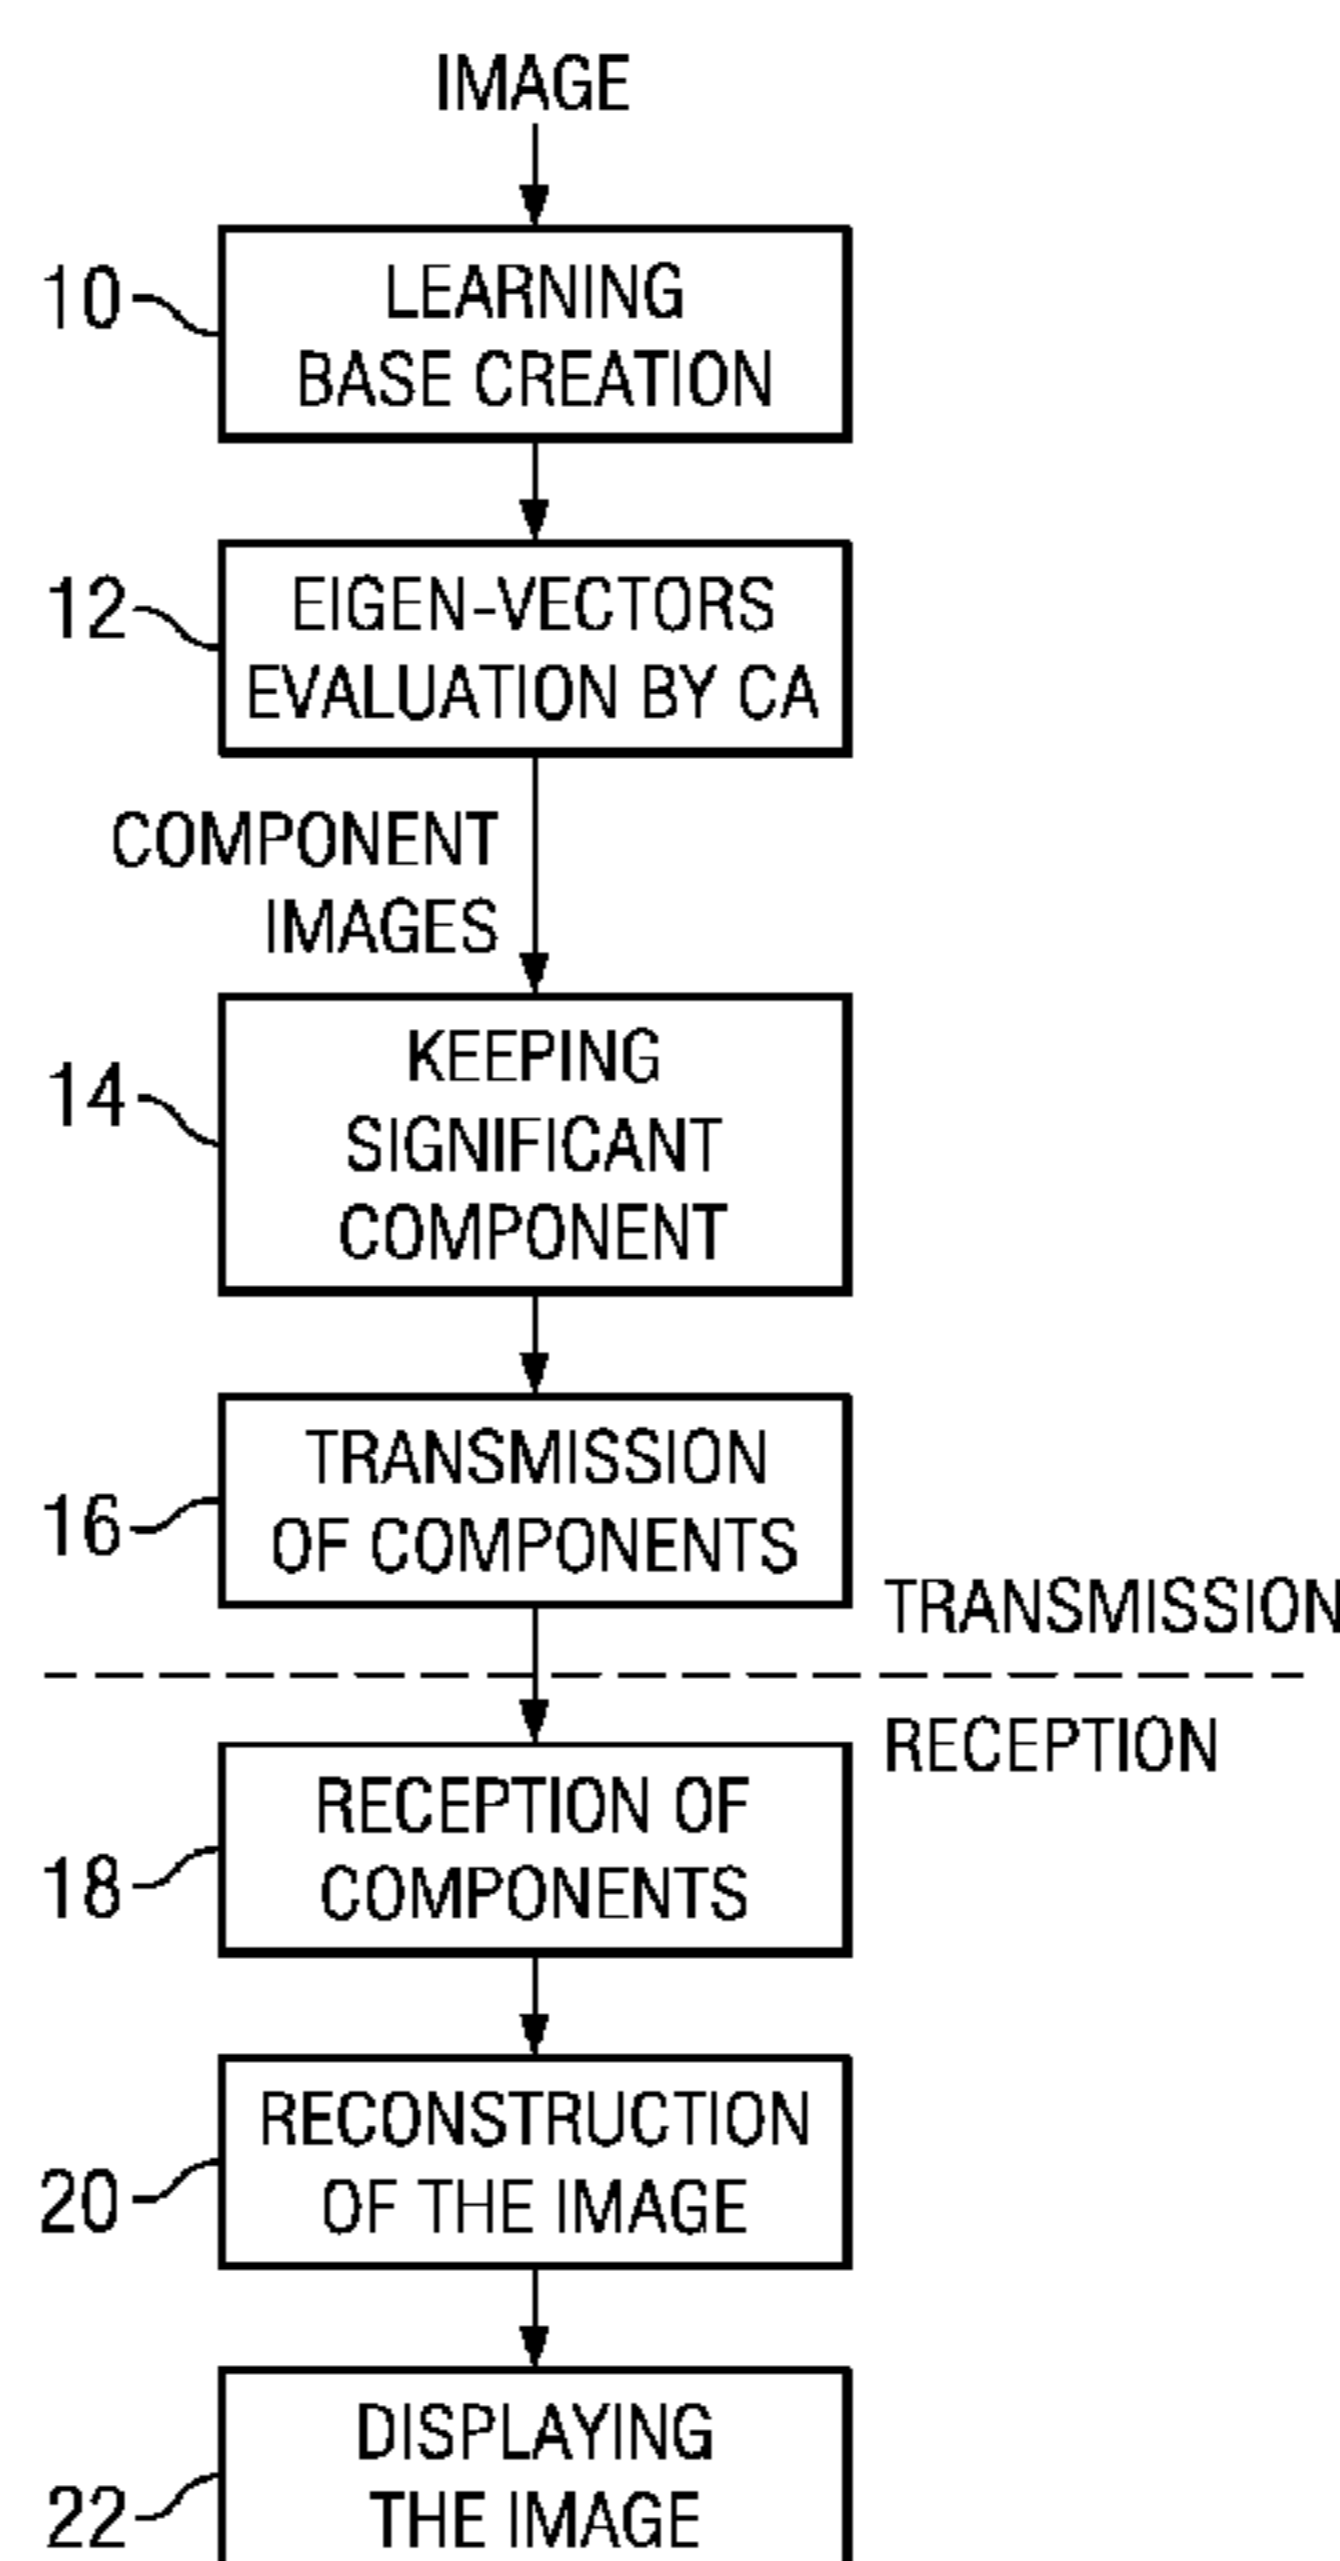 IMAGE
10
LEARNING
BASE CREATION
12
EIGEN-VECTORS
EVALUATION BY CA
COMPONENT
IMAGES
14
KEEPING
SIGNIFICANT
COMPONENT
16
TRANSMISSION
OF COMPONENTS
TRANSMISSION
RECEPTION
18
RECEPTION OF
COMPONENTS
20
RECONSTRUCTION
OF THE IMAGE
22
DISPLAYING
THE IMAGE